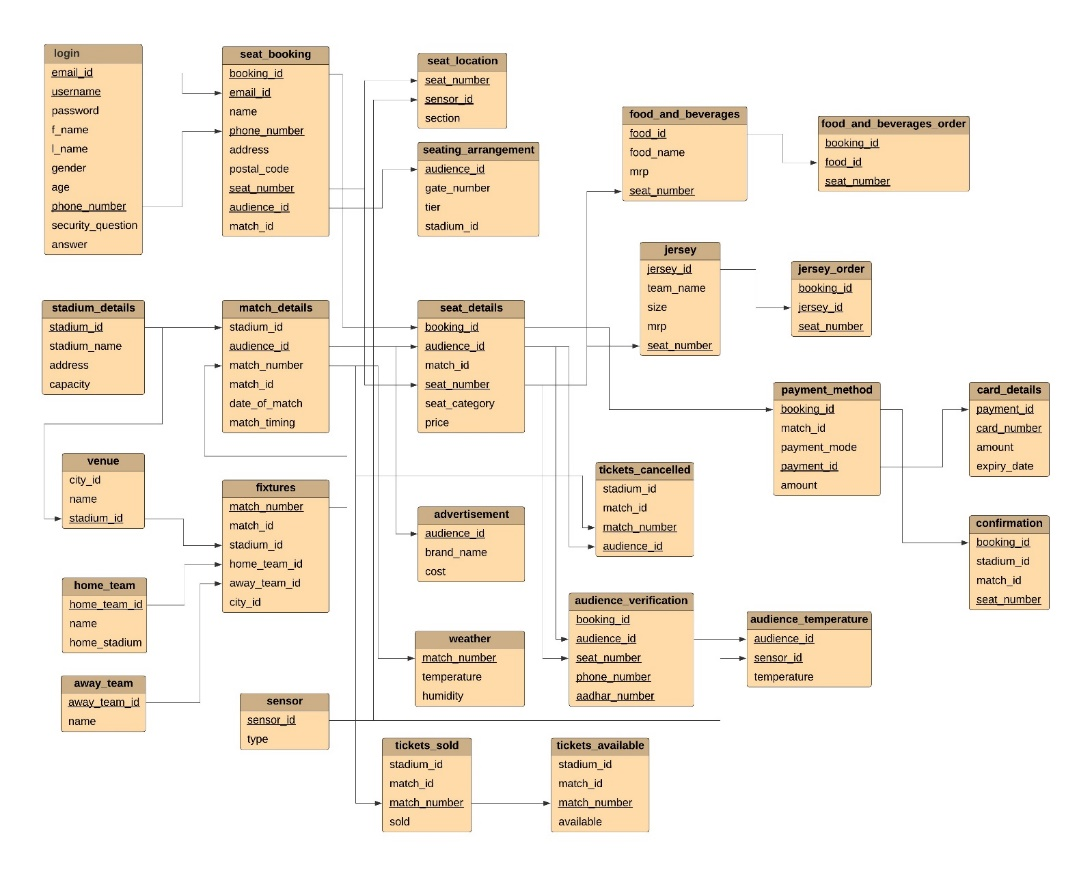 login
email_id
username
password
f_name
l_name
gender
age
phone_number
security_question
answer
seat_booking
booking_id
email_id
name
phone_number
address
postal_code
seat_number
audience_id
match_id
seat_location
seat_number
sensor_id
section
seating_arrangement
audience_id
gate_number
tier
stadium_id
food_and_beverages
food_id
food_name
mrp
seat_number
food_and_beverages_order
booking_id
food_id
seat_number
jersey
jersey_id
team_name
size
mrp
seat_number
jersey_order
booking_id
jersey_id
seat_number
stadium_details
stadium_id
stadium_name
address
capacity
match_details
stadium_id
audience_id
match_number
match_id
date_of_match
match_timing
seat_details
booking_id
audience_id
match_id
seat_number
seat_category
price
payment_method
booking_id
match_id
payment_mode
payment_id
amount
card_details
payment_id
card_number
amount
expiry_date
venue
city_id
name
stadium_id
fixtures
match_number
match_id
stadium_id
home_team_id
away_team_id
city_id
advertisement
audience_id
brand_name
cost
tickets_cancelled
stadium_id
match_id
match_number
audience_id
confirmation
booking_id
stadium_id
match_id
seat_number
home_team
home_team_id
name
home_stadium
weather
match_number
temperature
humidity
audience_verification
booking_id
audience_id
seat_number
phone_number
aadhar_number
audience_temperature
audience_id
sensor_id
temperature
away_team
away_team_id
name
sensor
sensor_id
type
tickets_sold
stadium_id
match_id
match_number
sold
tickets_available
stadium_id
match_id
match_number
available